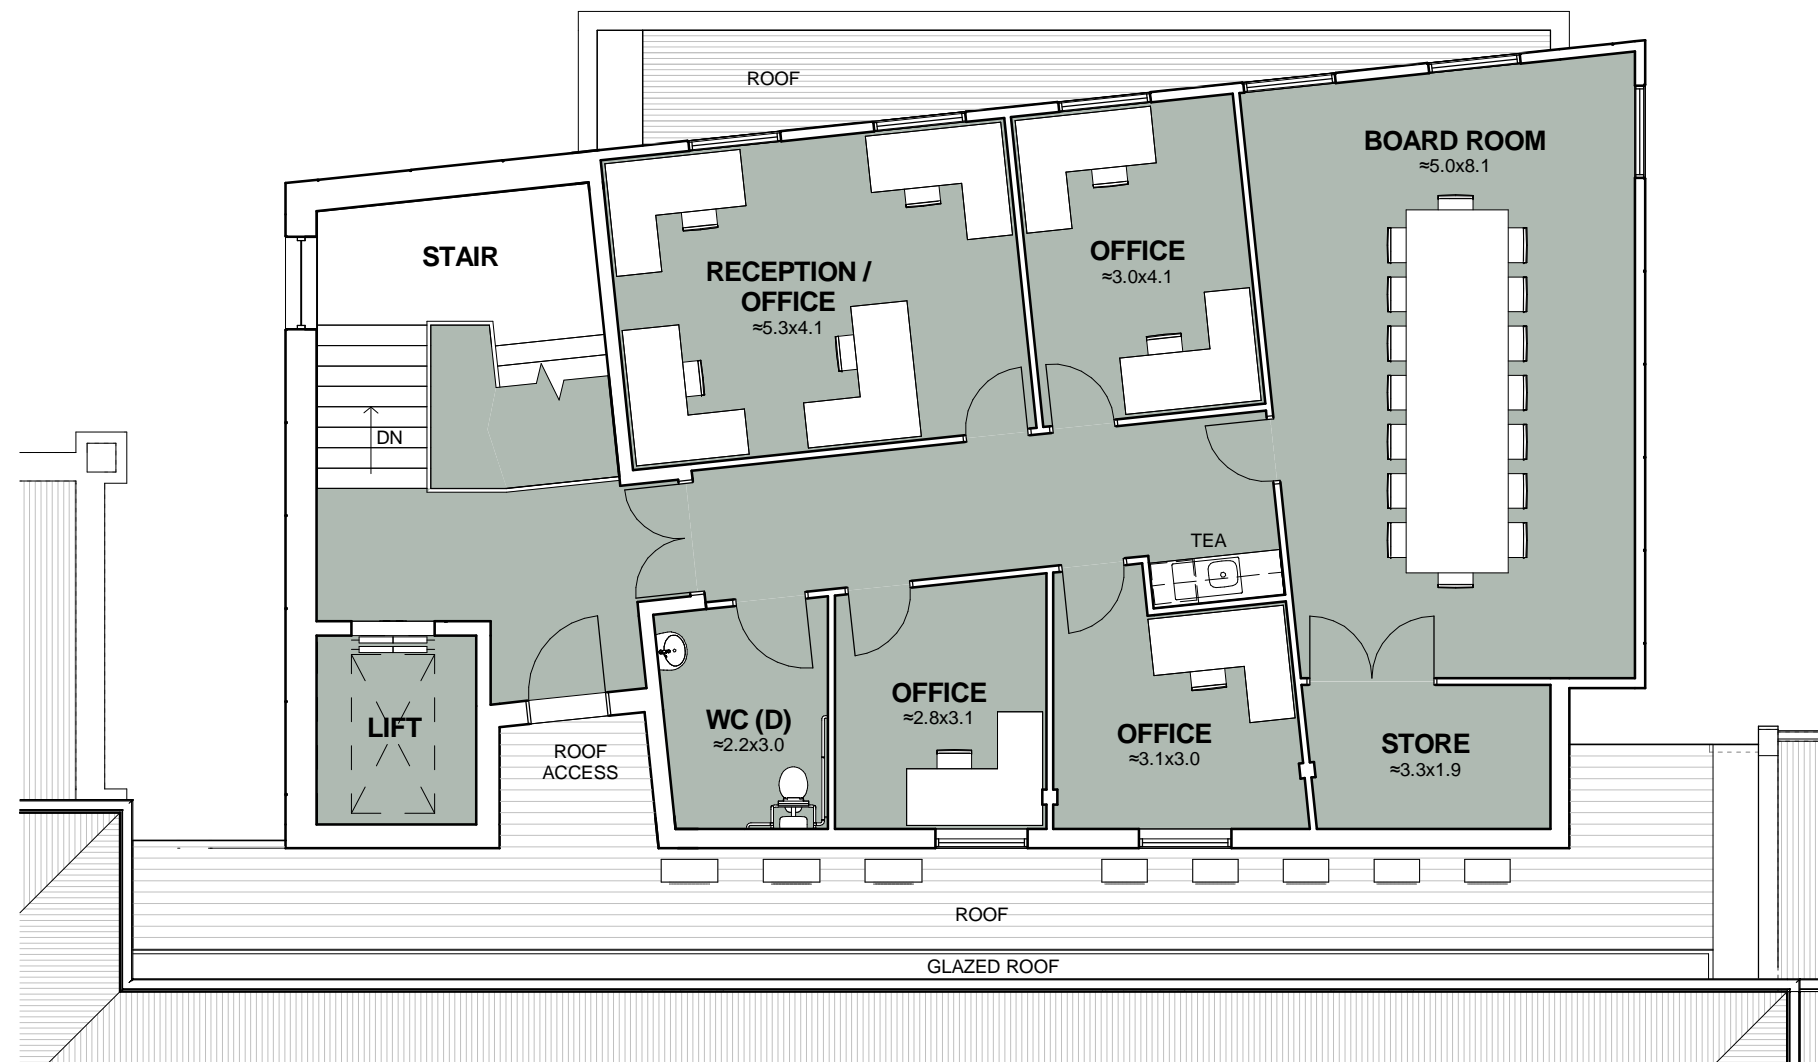 ROOF
BOARD ROOM
≈5.0x8.1
STAIR
RECEPTION /
OFFICE
≈5.3x4.1
OFFICE
≈3.0x4.1
DN
TEA
LIFT
ROOF
ACCESS
WC (D)
≈2.2x3.0
OFFICE
≈2.8x3.1
OFFICE
≈3.1x3.0
STORE
≈3.3x1.9
ROOF
GLAZED ROOF